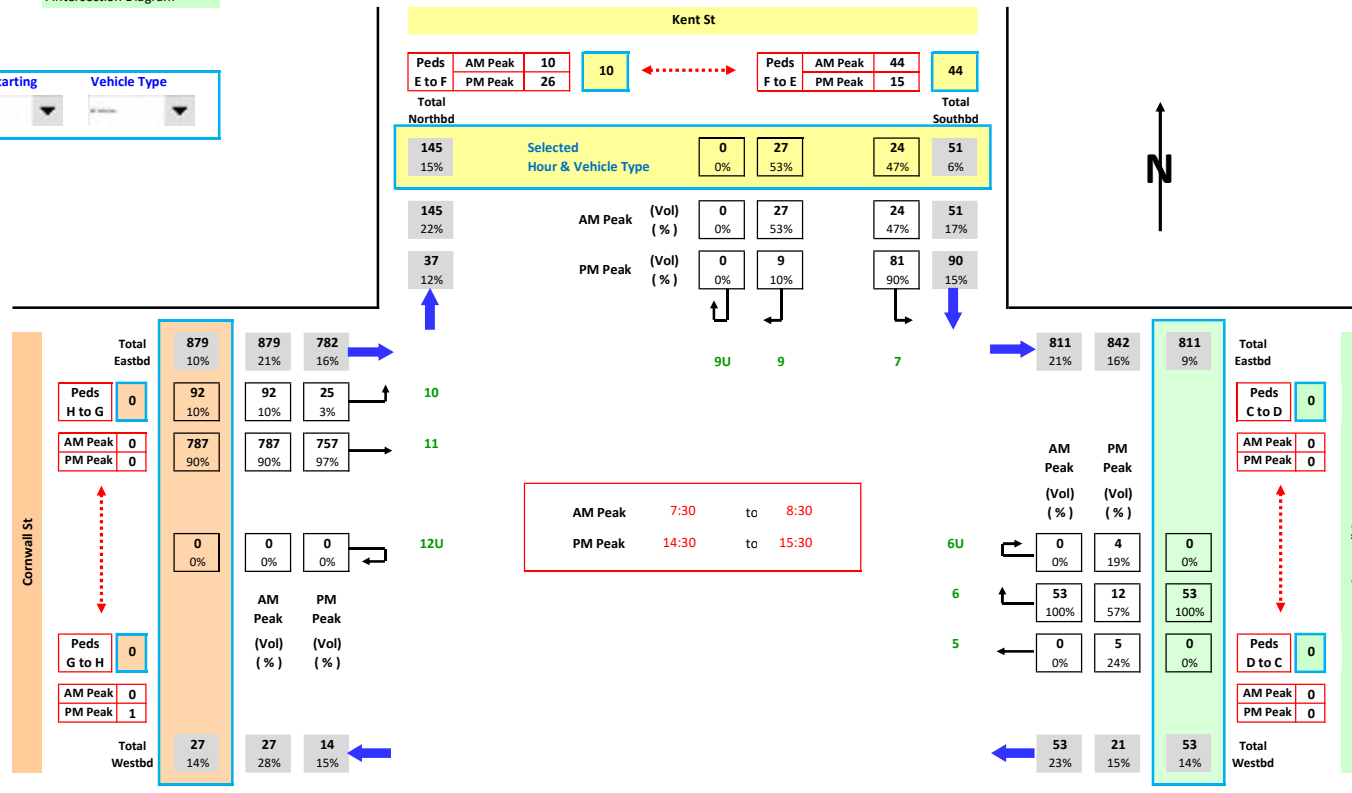 Kent St
Peds AM Peak 10
E to F PM Peak 26
10
Peds AM Peak 44
F to E PM Peak 15
44
arting Vehicle Type
Total
Northbd
Total
Southbd
145 Selected 0 27 24 51
15% Hour & Vehicle Type 0% 53% 47% 6%
N
145 AM Peak (Vol) 0 27 24 51
22% ( % ) 0% 53% 47% 17%
37 PM Peak (Vol) 0 9 81 90
12% ( % ) 0% 10% 90% 15%
9U 9 7
Cornwall St
Total 879 879 782
Eastbd 10% 21% 16%
Peds 0 92 92 25 10
H to G 10% 10% 3%
AM Peak 0 787 787 757 11
PM Peak 0 90% 90% 97%
0 0 0 12U
0% 0% 0%
AM PM
Peak Peak
Peds 0 (Vol) (Vol)
G to H ( % ) ( % )
AM Peak 0
PM Peak 1
Total 27 27 14
Westbd 14% 28% 15%
AM Peak 7:30 to 8:30
PM Peak 14:30 to 15:30
811 842 811 Total
21% 16% 9% Eastbd
Peds 0
C to D
AM Peak 0
PM Peak 0
AM PM
Peak Peak
(Vol) (Vol)
( % ) ( % )
6U 0 4 0
0% 19% 0%
6 53 12 53
100% 57% 100%
5 0 5 0
0% 24% 0%
Peds 0
D to C
AM Peak 0
PM Peak 0
53 21 53 Total
23% 15% 14% Westbd